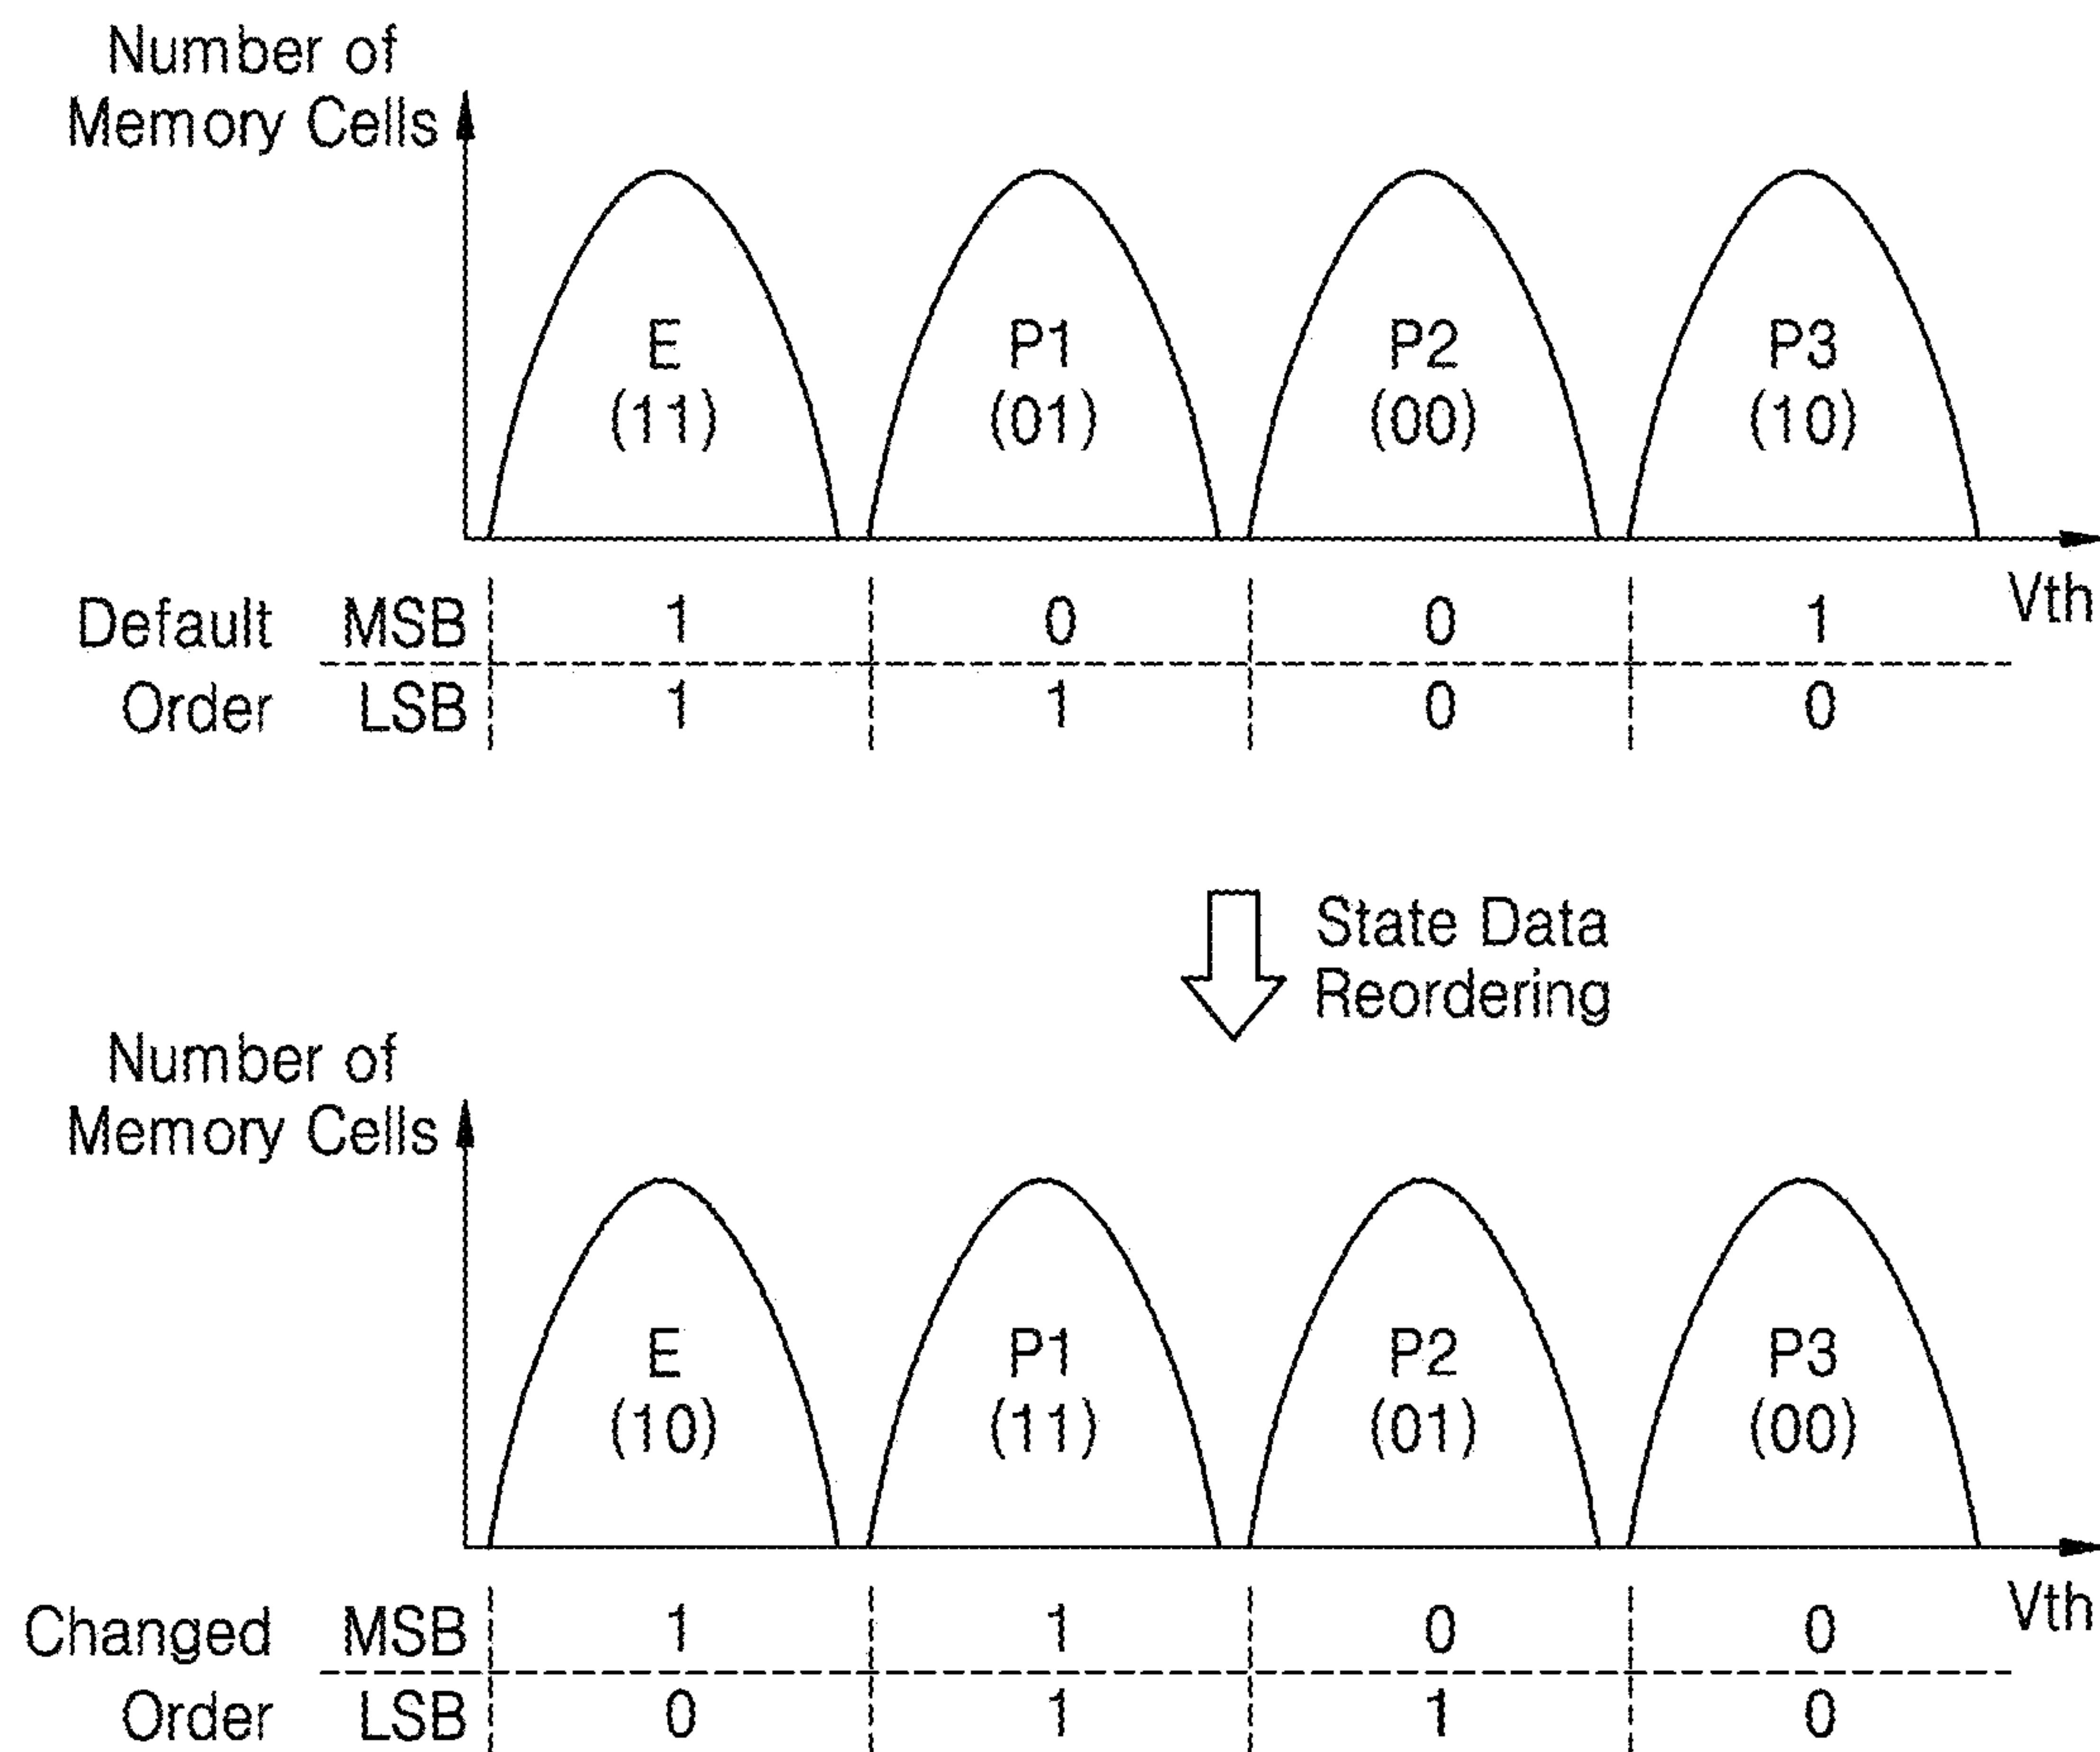 Number of
Memory Cells
E P1 P2 P3
(11) (01) (00) (10)
Vth
Default MSB 1 0 0 1
Order LSB 1 1 0 0
State Data
Reordering
Number of
Memory Cells
E P1 P2 P3
(10) (11) (01) (00)
Vth
Changed MSB 1 1 0 0
Order LSB 0 1 1 0